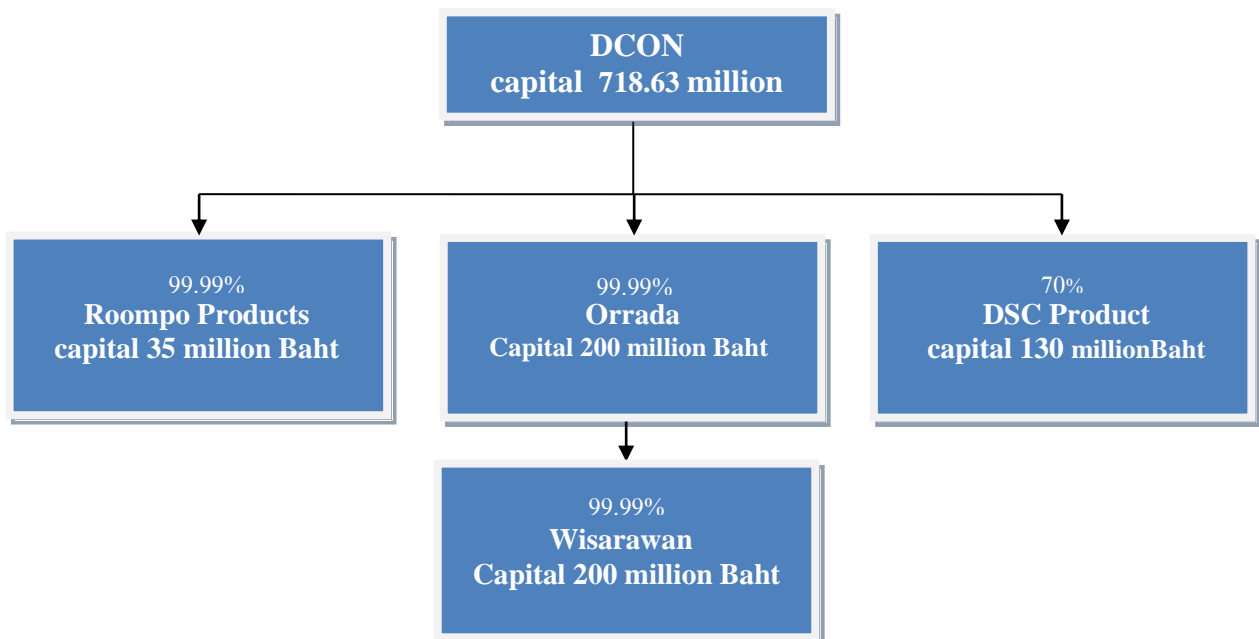 DCON
capital 718.63 million
99.99%
Roompo Products
capital 35 million Baht
99.99%
Orrada
Capital 200 million Baht
70%
DSC Product
capital 130 millionBaht
99.99%
Wisarawan
Capital 200 million Baht